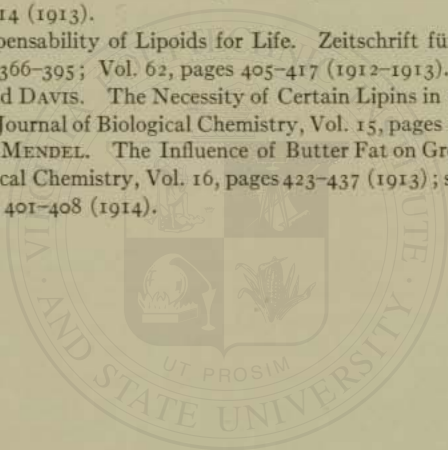 14 (1913).
pensability of Lipoids for Life. Zeitschrift fü
366–395; Vol. 62, pages 405–417 (1912–1913).
d DAVIS. The Necessity of Certain Lipins in
Journal of Biological Chemistry, Vol. 15, pages
MENDEL. The Influence of Butter Fat on Gr
cal Chemistry, Vol. 16, pages 423–437 (1913); s
401–408 (1914).
UT PROSIM
AND STATE UNIVERSITY